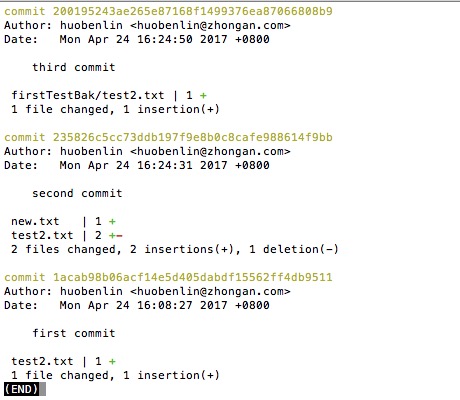 commit 200195243ae265e87168f1499376ea87066808b9
Author: huobenlin <huobenlin@zhongan.com>
Date:   Mon Apr 24 16:24:50 2017 +0800
third commit
firstTestBak/test2.txt | 1 +
1 file changed, 1 insertion(+)
commit 235826c5cc73ddb197f9e8b0c8cafe988614f9bb
Author: huobenlin <huobenlin@zhongan.com>
Date:   Mon Apr 24 16:24:31 2017 +0800
second commit
new.txt   | 1 +
test2.txt | 2 +-
2 files changed, 2 insertions(+), 1 deletion(-)
commit 1acab98b06acf14e5d405dabdf15562ff4db9511
Author: huobenlin <huobenlin@zhongan.com>
Date:   Mon Apr 24 16:08:27 2017 +0800
first commit
test2.txt | 1 +
1 file changed, 1 insertion(+)
(END)